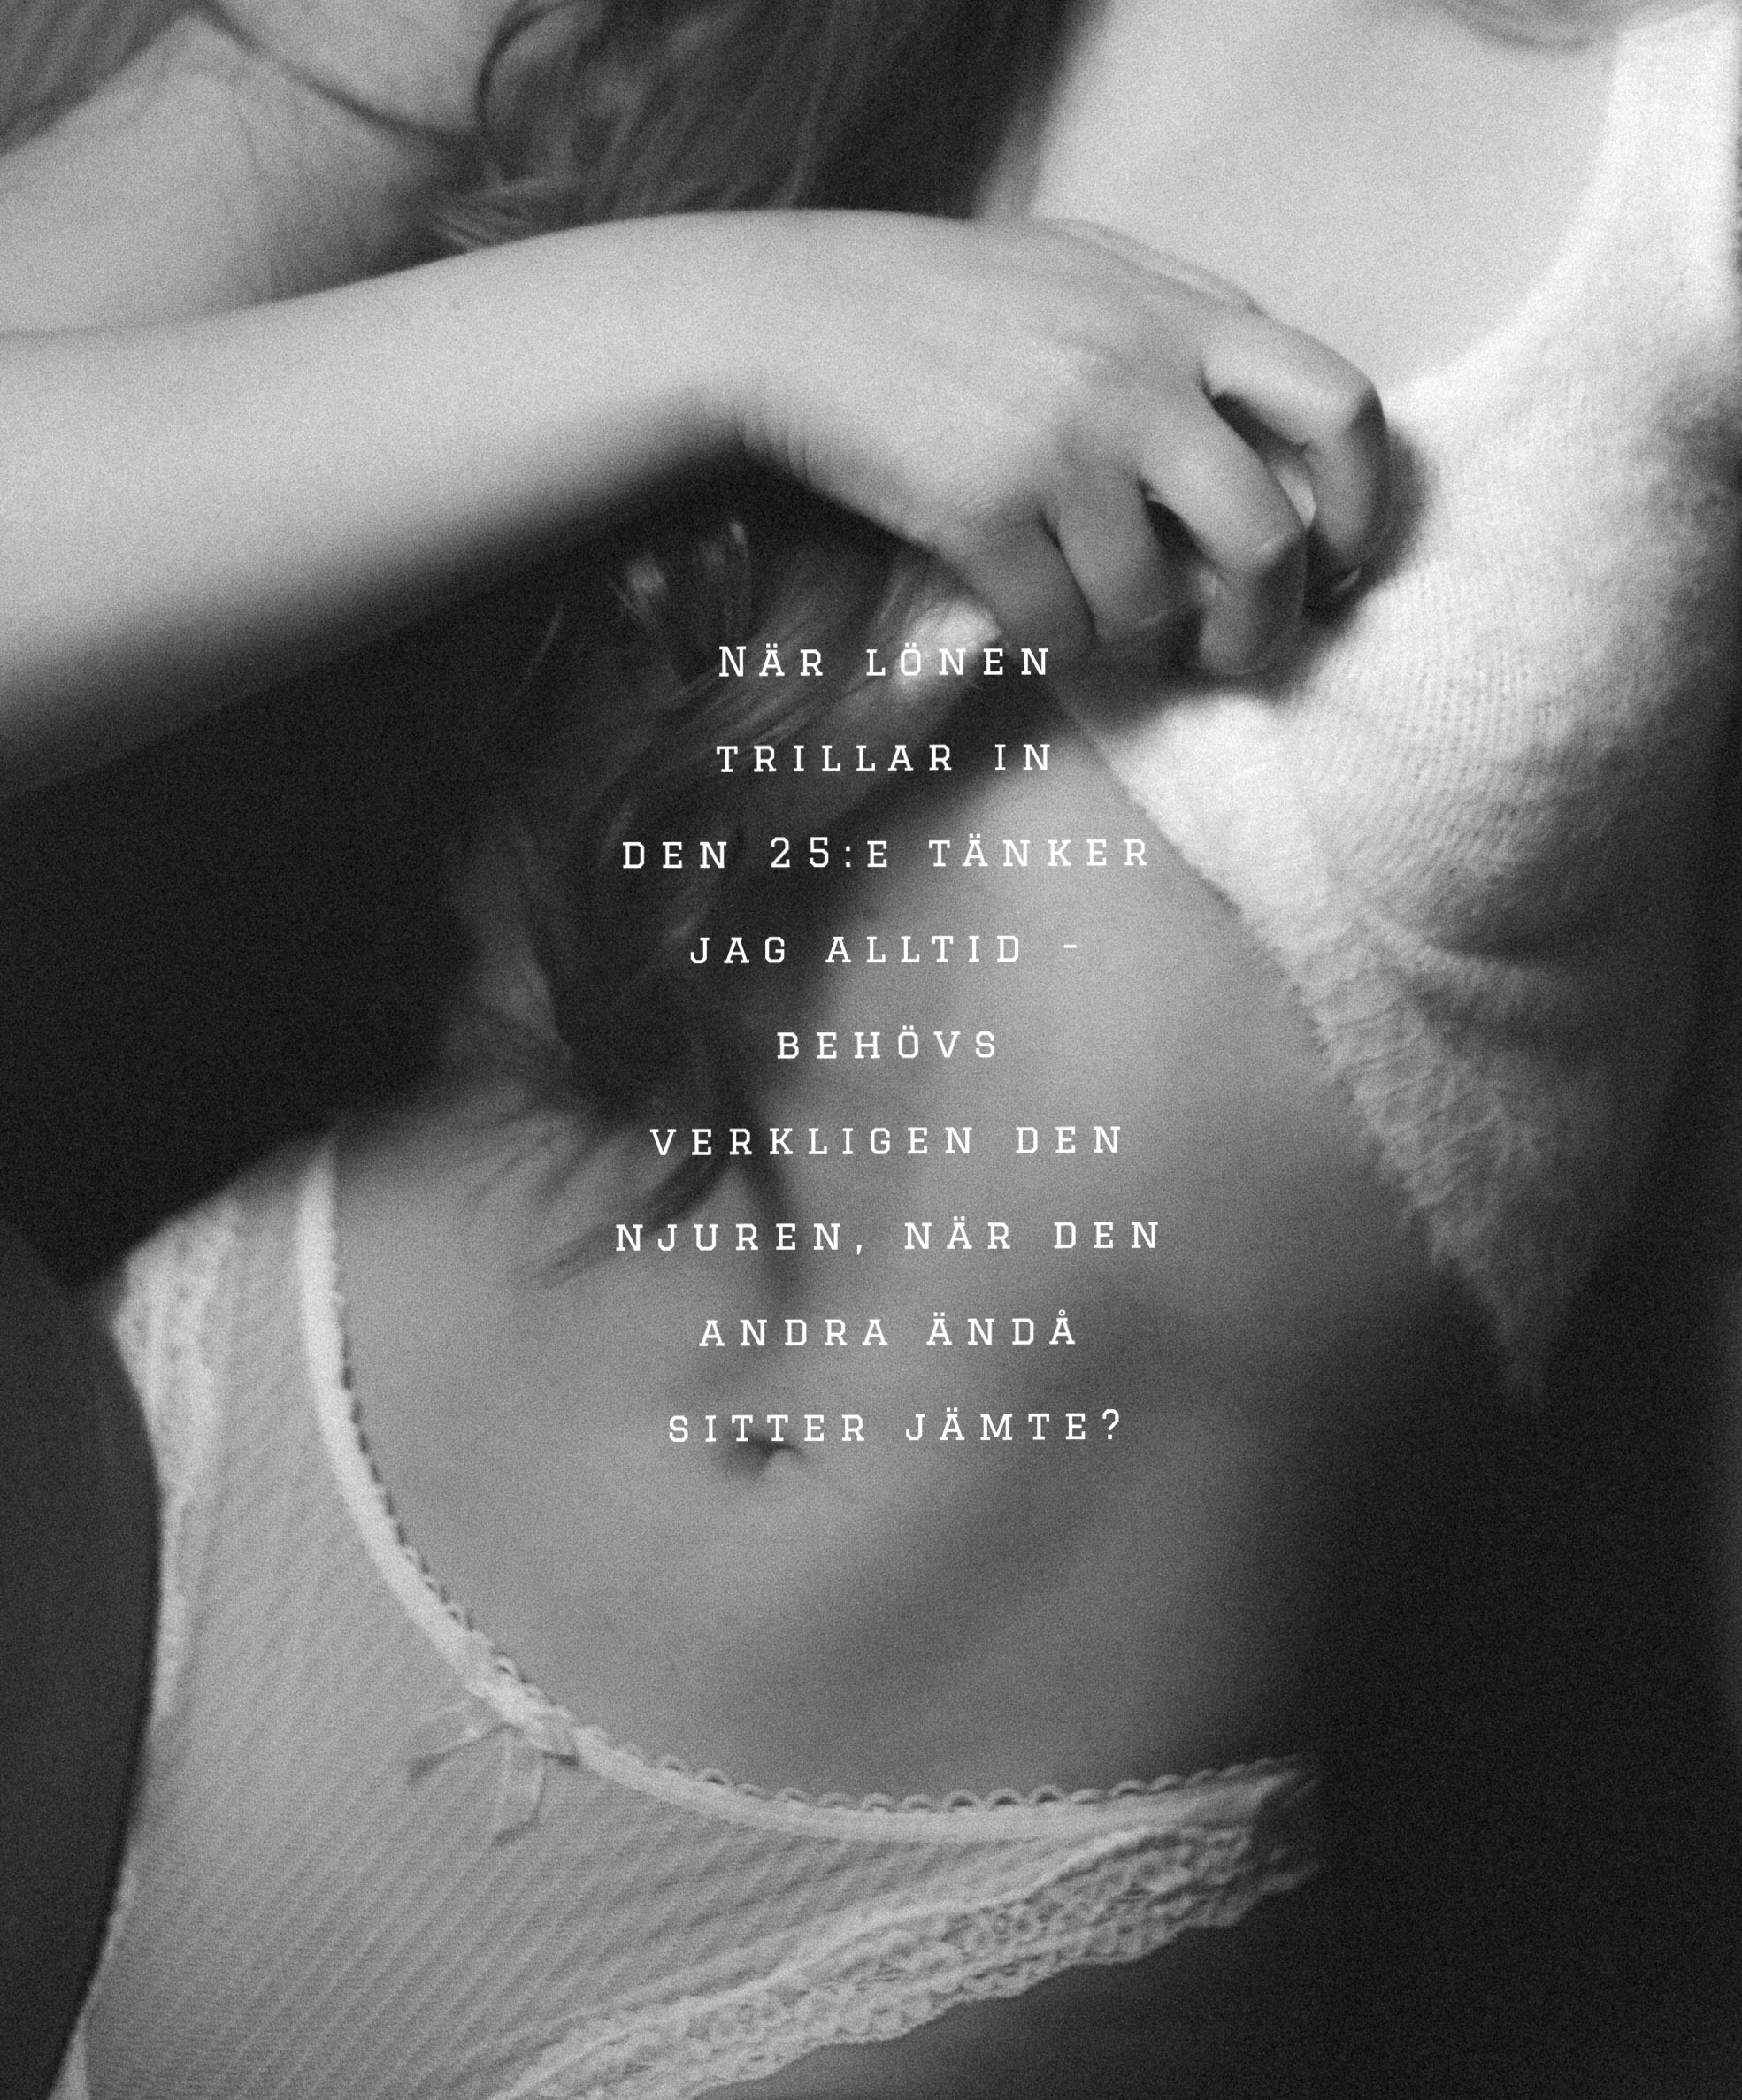 NÄR LÖNEN
TRILLAR IN
DEN 25:E TÄNKER
JAG ALLTID -
BEHÖVS
VERKLIGEN DEN
NJUREN, NÄR DEN
ANDRA ÄNDÅ
SITTER JÄMTE?